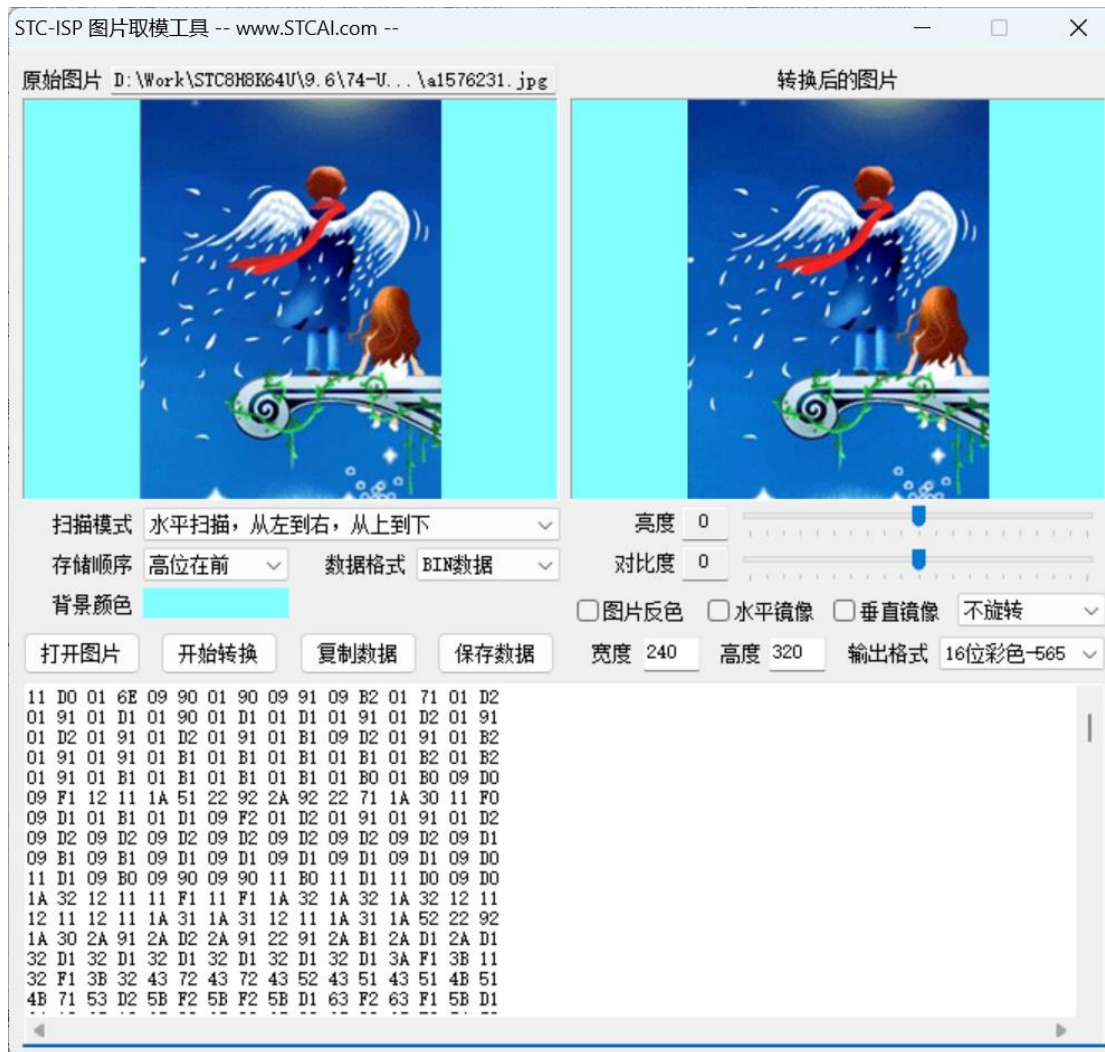 STC-ISP 图片取模工具 -- www.STCAI.com --
原始图片 D:\Work\STC8H8K64U\9.6\74-U...\a1576231.jpg 转换后的图片
扫描模式 水平扫描，从左到右，从上到下 亮度 0
存储顺序 高位在前 数据格式 BIN数据 对比度 0
背景颜色 图片反色 水平镜像 垂直镜像 不旋转
打开图片 开始转换 复制数据 保存数据 宽度 240 高度 320 输出格式 16位彩色-565
11 D0 01 6E 09 90 01 90 09 91 09 B2 01 71 01 D2
01 91 01 D1 01 90 01 D1 01 D1 01 91 01 D2 01 91
01 D2 01 91 01 D2 01 91 01 B1 09 D2 01 91 01 B2
01 91 01 91 01 B1 01 B1 01 B1 01 B1 01 B2 01 B2
01 91 01 B1 01 B1 01 B1 01 B1 01 B0 01 B0 09 D0
09 F1 12 11 1A 51 22 92 2A 92 22 71 1A 30 11 F0
09 D1 01 B1 01 D1 09 F2 01 D2 01 91 01 91 01 D2
09 D2 09 D2 09 D2 09 D2 09 D2 09 D2 09 D2 09 D1
09 B1 09 B1 09 D1 09 D1 09 D1 09 D1 09 D1 09 D0
11 D1 09 B0 09 90 09 90 11 B0 11 D1 11 D0 09 D0
1A 32 12 11 11 F1 11 F1 1A 32 1A 32 1A 32 12 11
12 11 12 11 1A 31 1A 31 12 11 1A 31 1A 52 22 92
1A 30 2A 91 2A D2 2A 91 22 91 2A B1 2A D1 2A D1
32 D1 32 D1 32 D1 32 D1 32 D1 32 D1 3A F1 3B 11
32 F1 3B 32 43 72 43 72 43 52 43 51 43 51 4B 51
4B 71 53 D2 5B F2 5B F2 5B D1 63 F2 63 F1 5B D1